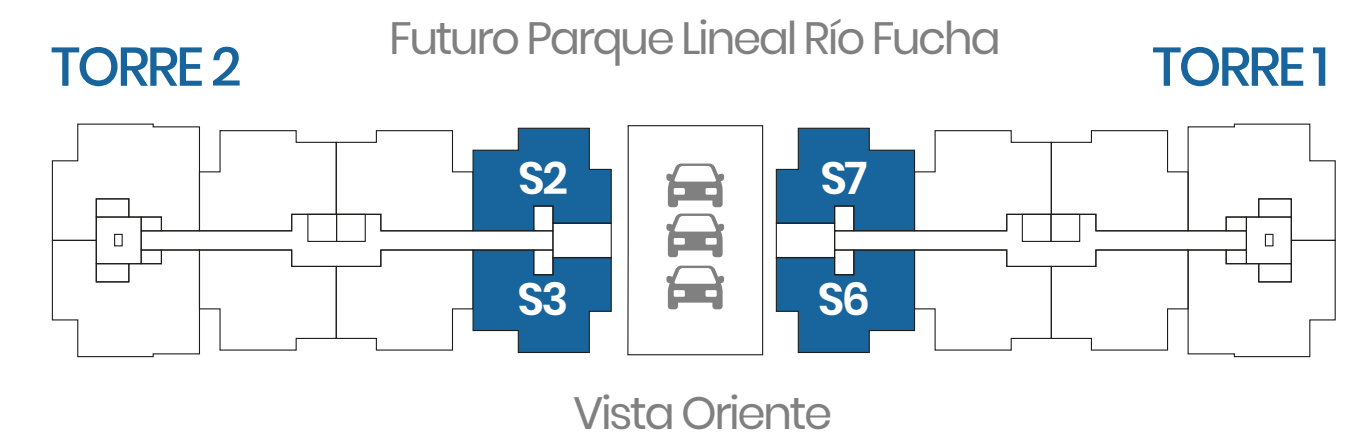 Futuro Parque Lineal Río Fucha
TORRE 2
TORRE 1
S2
S7
S3
S6
Vista Oriente